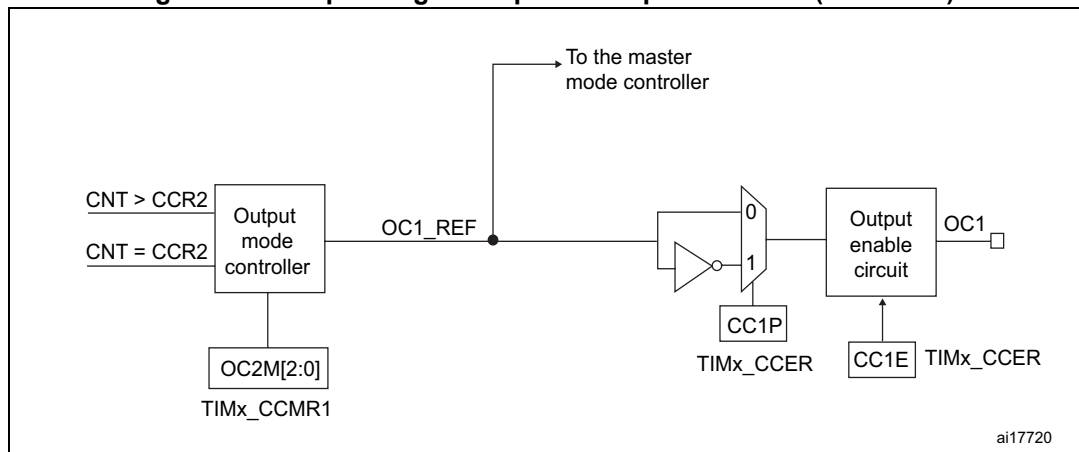 To the master
mode controller
CNT > CCR2
CNT = CCR2
Output
mode
controller
OC1_REF
0
1
Output
enable
circuit
OC1
CC1P
TIMx_CCER
CC1E
TIMx_CCER
OC2M[2:0]
TIMx_CCMR1
ai17720